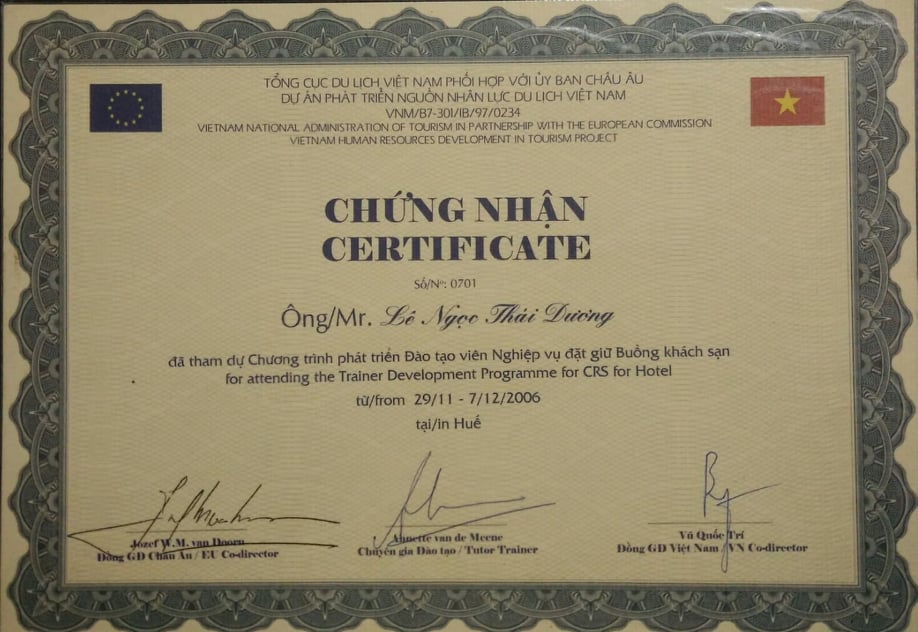 TỔNG CỤC DU LỊCH VIỆT NAM PHỐI HỢP VỚI ỦY BAN CHÂU ÂU
DỰ ÁN PHÁT TRIỂN NGUỒN NHÂN LỰC DU LỊCH VIỆT NAM
VNM/B7-301/IB/97/0234
VIETNAM NATIONAL ADMINISTRATION OF TOURISM IN PARTNERSHIP WITH THE EUROPEAN COMMISSION
VIETNAM HUMAN RESOURCES DEVELOPMENT IN TOURISM PROJECT
CHỨNG NHẬN
CERTIFICATE
Số/Nº: 0701
Ông/Mr. Lê Ngọc Thái Dương
đã tham dự Chương trình phát triển Đào tạo viên Nghiệp vụ đặt giữ Buồng khách sạn
for attending the Trainer Development Programme for CRS for Hotel
từ/from 29/11 - 7/12/2006
tại/in Huế
Jozef W.M. van Doorn
Đồng GĐ Châu Âu / EU Co-director
Annette van de Meene
Chuyên gia Đào tạo / Tutor Trainer
Vũ Quốc Trí
Đồng GĐ Việt Nam / VN Co-director